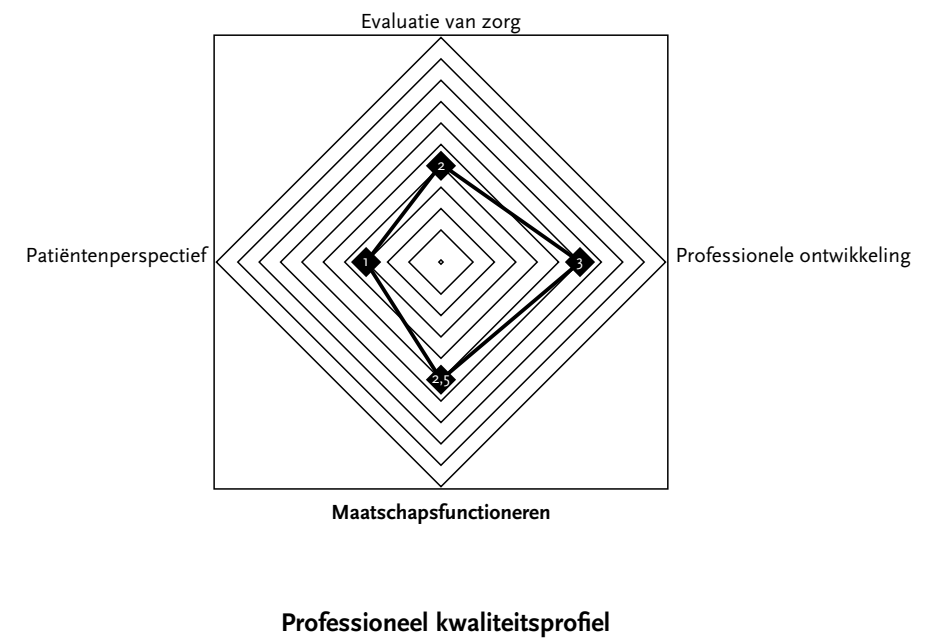 Evaluatie van zorg
2
Patiëntenperspectief
1
3
Professionele ontwikkeling
2,5
Maatschapsfunctioneren
Professioneel kwaliteitsprofiel